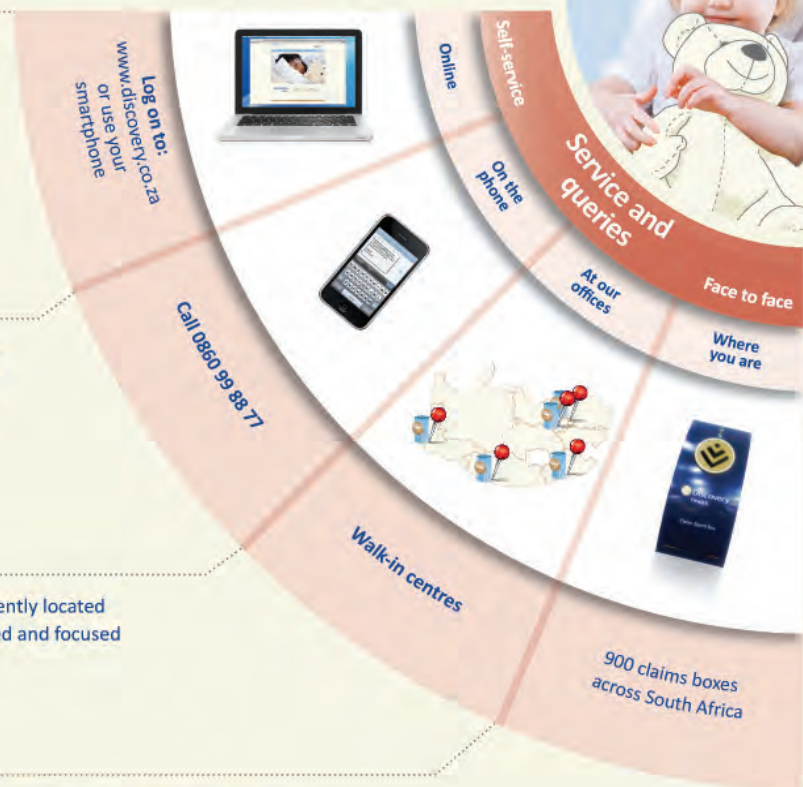 Log on to:
www.discovery.co.za
or use your
smartphone
Online
Self-service
On the
phone
Service and
queries
At our
offices
Face to face
Where
you are
Call 0860 99 88 77
Discovery
Health
Walk-in centres
ently located
ed and focused
900 claims boxes
across South Africa